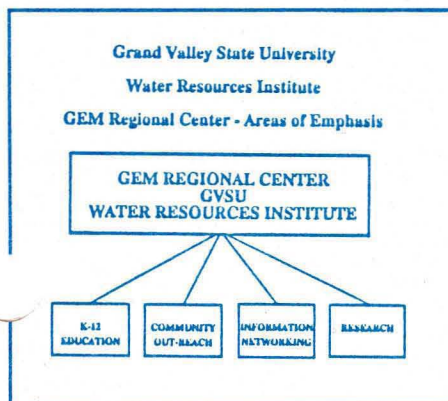 Grand Valley State University
Water Resources Institute
GEM Regional Center - Areas of Emphasis
GEM REGIONAL CENTER
GVSU
WATER RESOURCES INSTITUTE
K-12
EDUCATION
COMMUNITY
OUT-REACH
INFORMATION
NETWORKING
RESEARCH